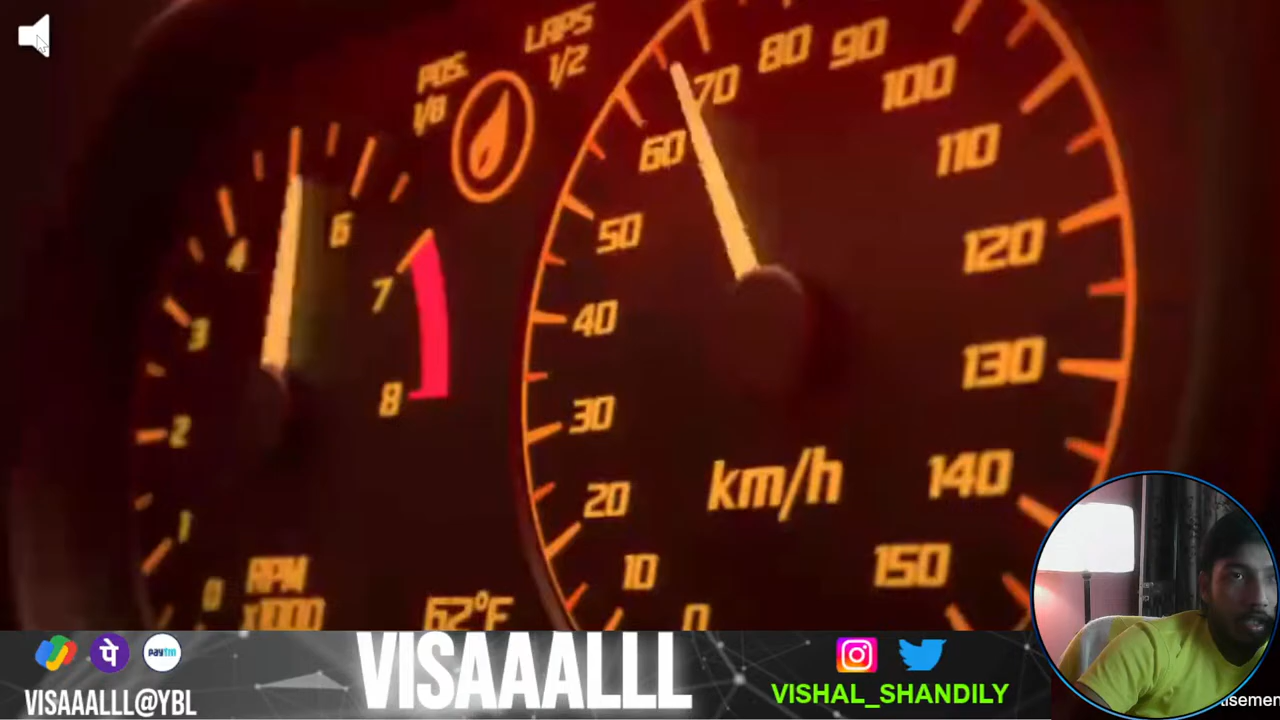 LAPS
1/2
POS.
1/8
80
90
70
100
60
110
6
50
4
120
7
40
3
130
8
30
2
km/h
140
20
1
10
150
0
RPM
x1000
62°F
0
पे
paytm
VISAAALLL
VISAAALLL@YBL
VISHAL_SHANDILY